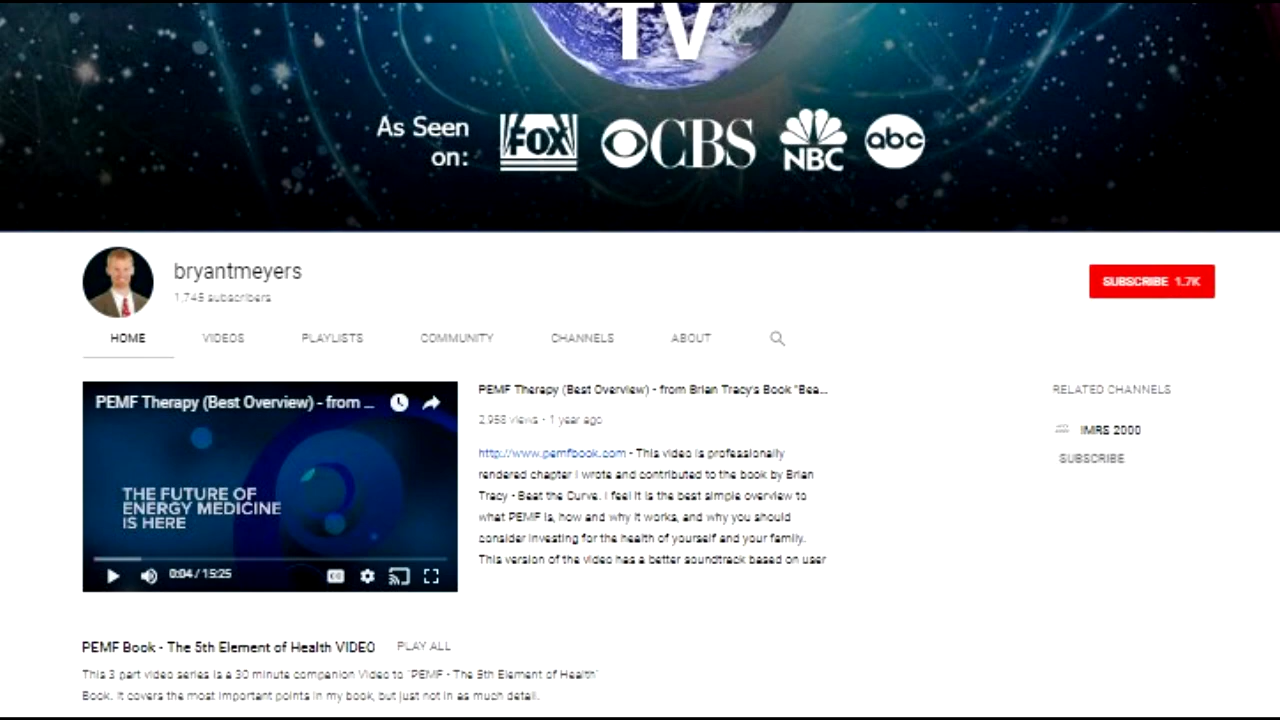 TV
As Seen
on:
FOX CBS NBC abc
bryantmeyers
1,745 subscribers
SUBSCRIBE 1.7K
HOME VIDEOS PLAYLISTS COMMUNITY CHANNELS ABOUT
PEMF Therapy (Best Overview) - from ...
THE FUTURE OF
ENERGY MEDICINE
IS HERE
0:04 / 15:25
CC
PEMF Therapy (Best Overview) - from Brian Tracy's Book "Bea...
2,958 views • 1 year ago
http://www.pemfbook.com - This video is professionally
rendered chapter I wrote and contributed to the book by Brian
Tracy - Beat the Curve. I feel it is the best simple overview to
what PEMF is, how and why it works, and why you should
consider investing for the health of yourself and your family.
This version of the video has a better soundtrack based on user
RELATED CHANNELS
IMRS 2000
SUBSCRIBE
PEMF Book - The 5th Element of Health VIDEO PLAY ALL
This 3 part video series is a 30 minute companion Video to "PEMF - The 5th Element of Health"
Book. It covers the most important points in my book, but just not in as much detail.